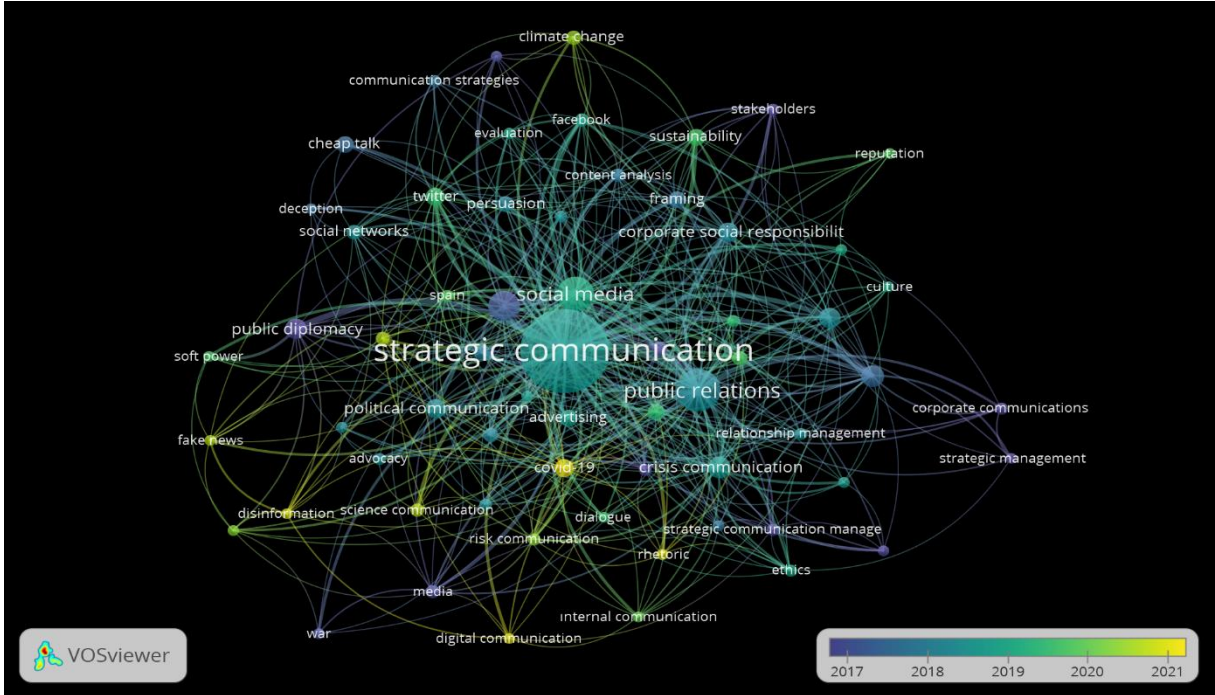 climate change
communication strategies
stakeholders
facebook
evaluation
sustainability
cheap talk
reputation
content analysis
twitter
persuasion
framing
deception
social networks
corporate social responsibilit
culture
spain
social media
public diplomacy
strategic communication
soft power
public relations
political communication
advertising
corporate communications
relationship management
fake news
advocacy
covid-19
crisis communication
strategic management
disinformation
science communication
dialogue
strategic communication manage
risk communication
rhetoric
ethics
media
internal communication
war
digital communication
VOSviewer
2017 2018 2019 2020 2021